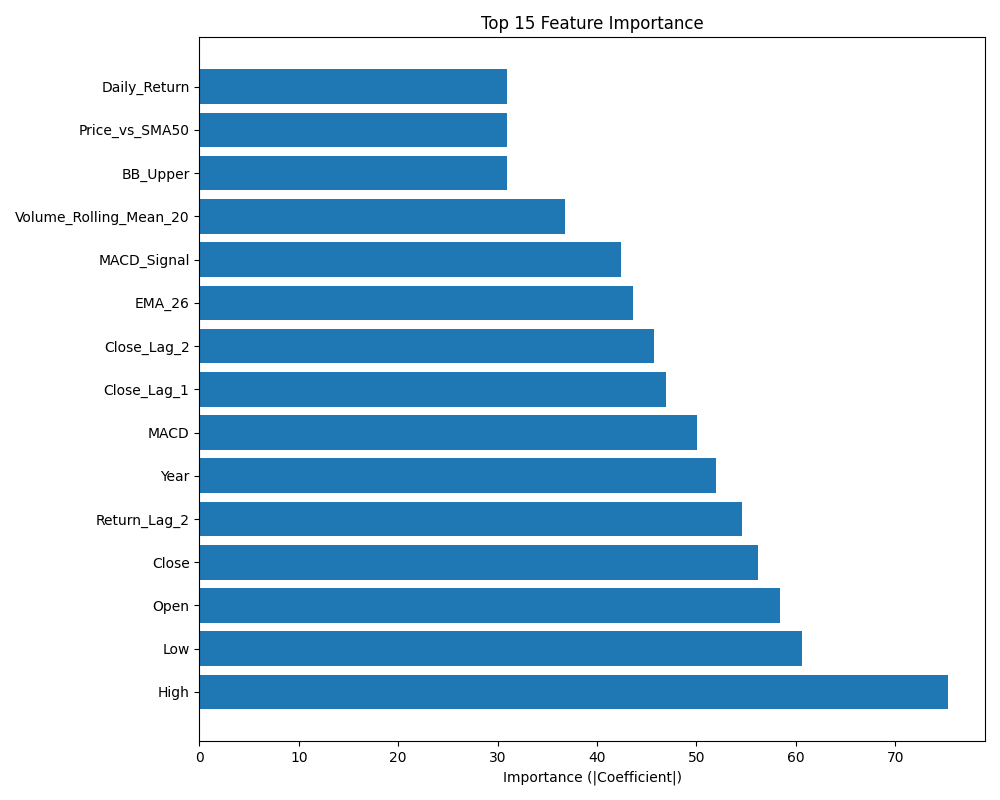 Top 15 Feature Importance
Daily_Return
Price_vs_SMA50
BB_Upper
Volume_Rolling_Mean_20
MACD_Signal
EMA_26
Close_Lag_2
Close_Lag_1
MACD
Year
Return_Lag_2
Close
Open
Low
High
0 10 20 30 40 50 60 70
Importance (|Coefficient|)